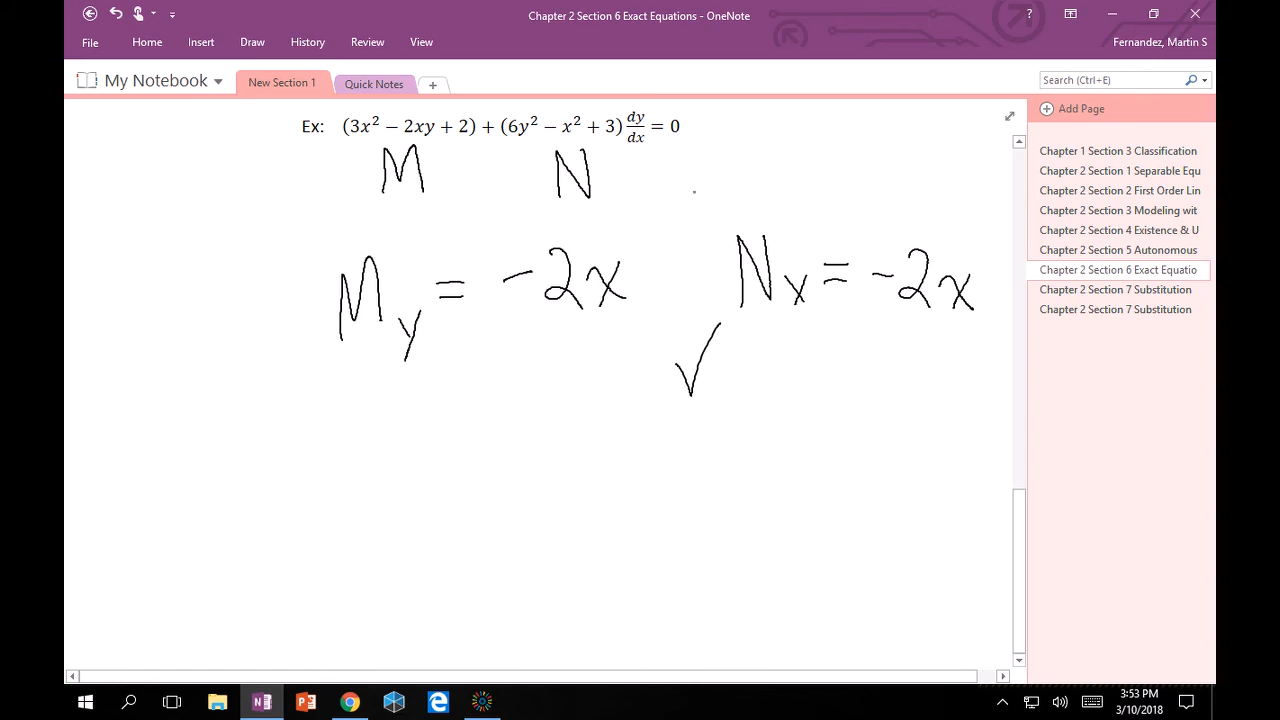 Chapter 2 Section 6 Exact Equations - OneNote
?
File Home Insert Draw History Review View
Fernandez, Martin S
My Notebook
New Section 1
Quick Notes
+
Search (Ctrl+E)
Add Page
Ex: (3x² − 2xy + 2) + (6y² − x² + 3) dy/dx = 0
M N
M_y = -2x N_x = -2x
✓
Chapter 1 Section 3 Classification
Chapter 2 Section 1 Separable Equ
Chapter 2 Section 2 First Order Lin
Chapter 2 Section 3 Modeling wit
Chapter 2 Section 4 Existence & U
Chapter 2 Section 5 Autonomous
Chapter 2 Section 6 Exact Equatio
Chapter 2 Section 7 Substitution
Chapter 2 Section 7 Substitution
3:53 PM
3/10/2018